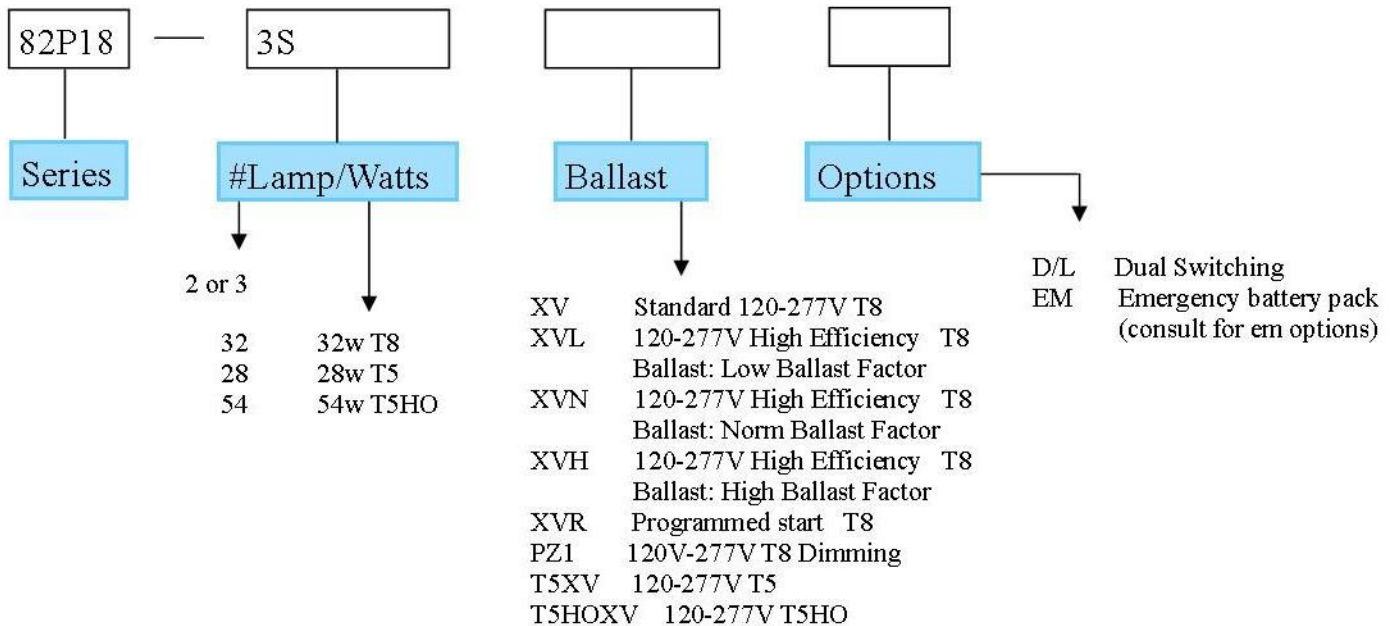 82P18 — 3S
Series #Lamp/Watts Ballast Options
2 or 3
32 32w T8
28 28w T5
54 54w T5HO
XV Standard 120-277V T8
XVL 120-277V High Efficiency T8
Ballast: Low Ballast Factor
XVN 120-277V High Efficiency T8
Ballast: Norm Ballast Factor
XVH 120-277V High Efficiency T8
Ballast: High Ballast Factor
XVR Programmed start T8
PZ1 120V-277V T8 Dimming
T5XV 120-277V T5
T5HOXV 120-277V T5HO
D/L Dual Switching
EM Emergency battery pack
(consult for em options)